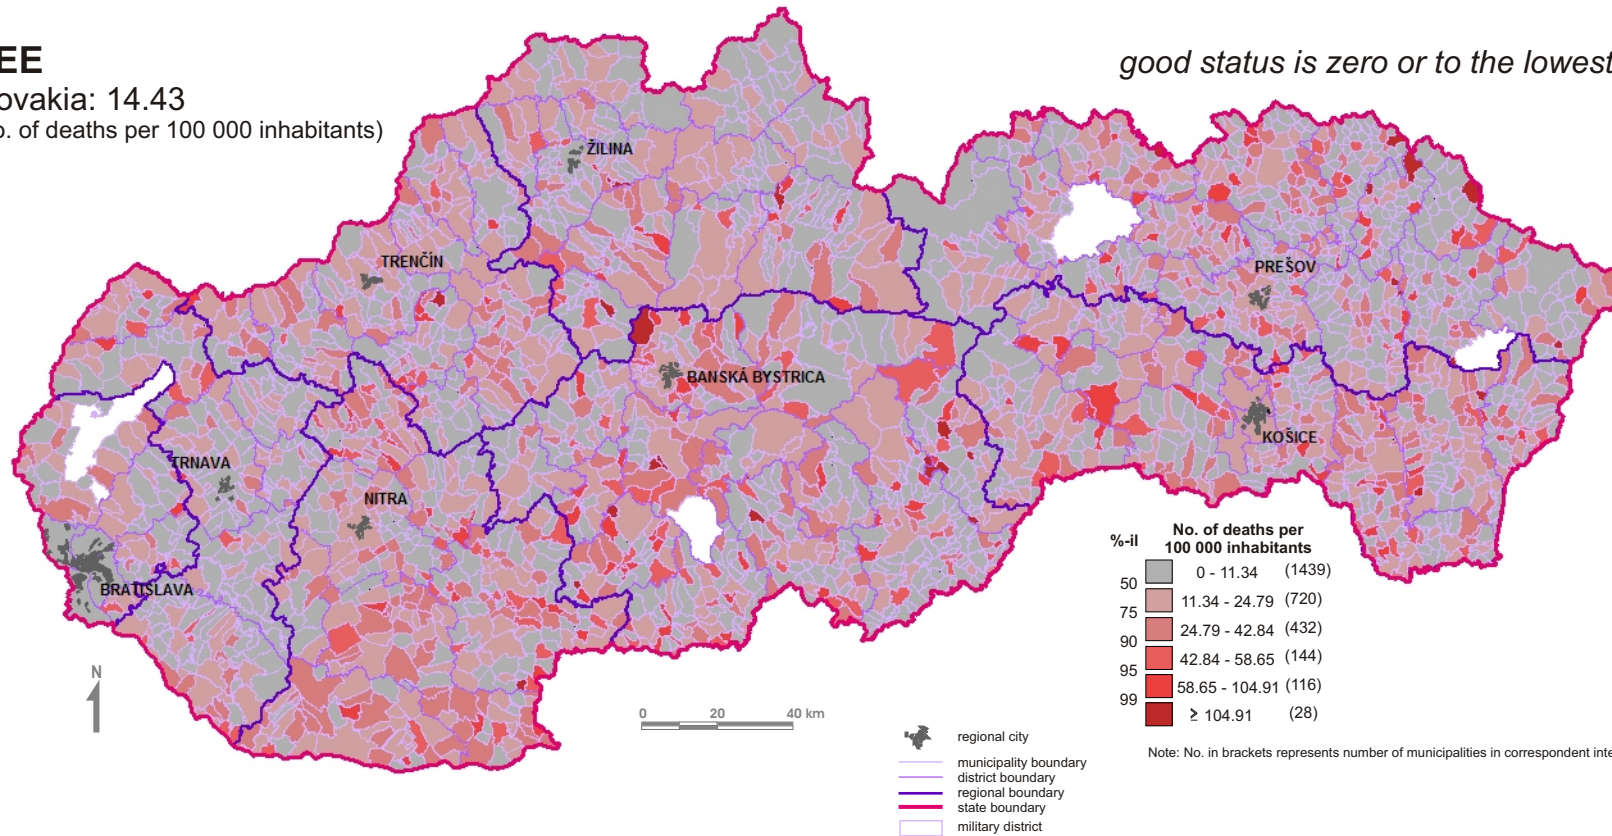 EE
good status is zero or to the lowest
ovakia: 14.43
o. of deaths per 100 000 inhabitants)
ŽILINA
TRENČÍN
PREŠOV
BANSKÁ BYSTRICA
KOŠICE
TRNAVA
NITRA
BRATISLAVA
N
0 20 40 km
regional city
municipality boundary
district boundary
regional boundary
state boundary
military district
%-il
No. of deaths per
100 000 inhabitants
0 - 11.34 (1439)
50
11.34 - 24.79 (720)
75
24.79 - 42.84 (432)
90
42.84 - 58.65 (144)
95
58.65 - 104.91 (116)
99
≥ 104.91 (28)
Note: No. in brackets represents number of municipalities in correspondent inte